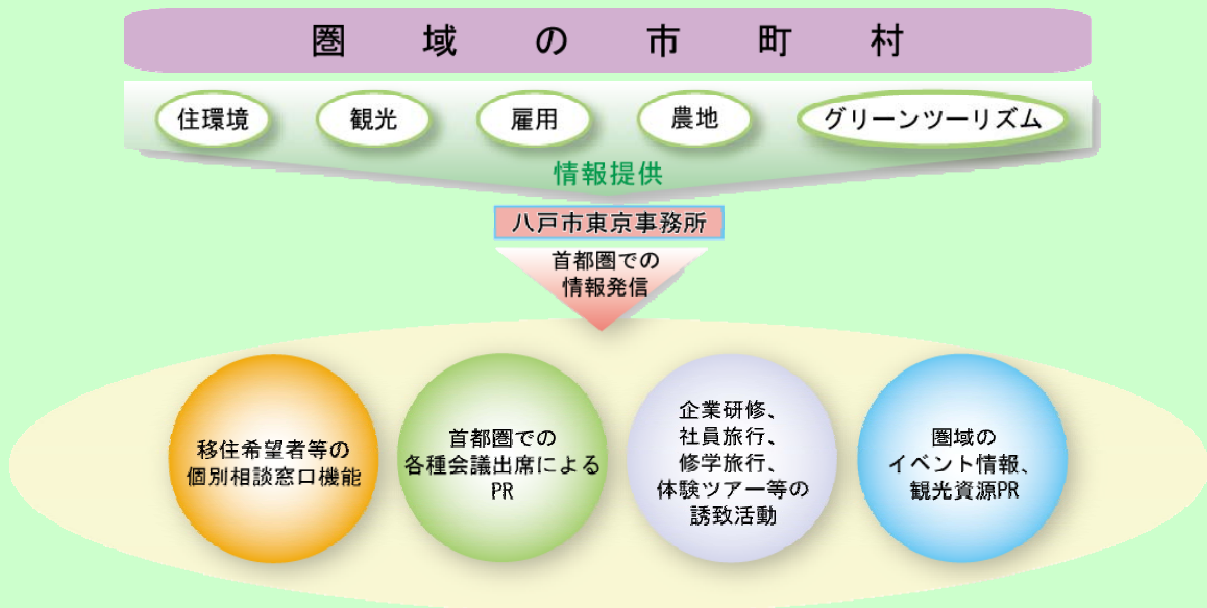 圏域の市町村
住環境
観光
雇用
農地
グリーンツーリズム
情報提供
八戸市東京事務所
首都圏での
情報発信
移住希望者等の
個別相談窓口機能
首都圏での
各種会議出席による
PR
企業研修、
社員旅行、
修学旅行、
体験ツアー等の
誘致活動
圏域の
イベント情報、
観光資源PR